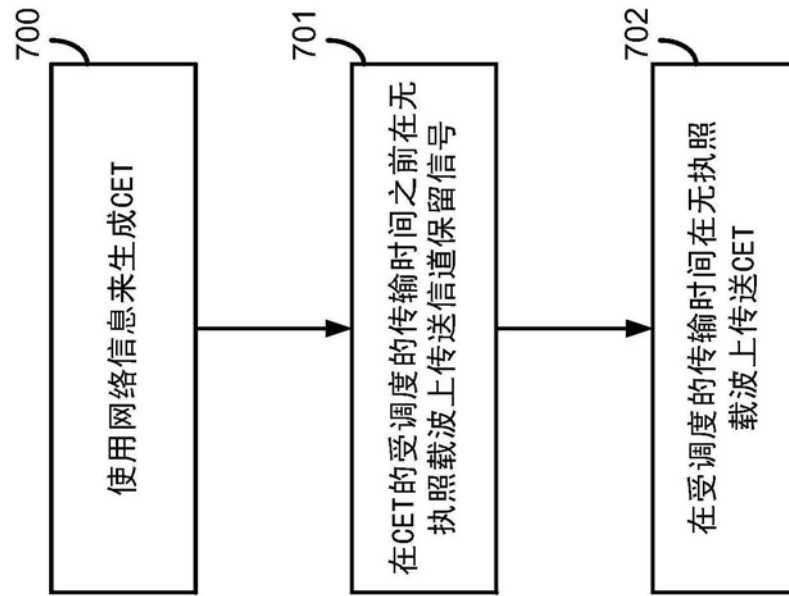 700
使用网络信息来生成CET
701
在CET的受调度的传输时间之前在无
执照载波上传送信道保留信号
702
在受调度的传输时间在无执照
载波上传送CET